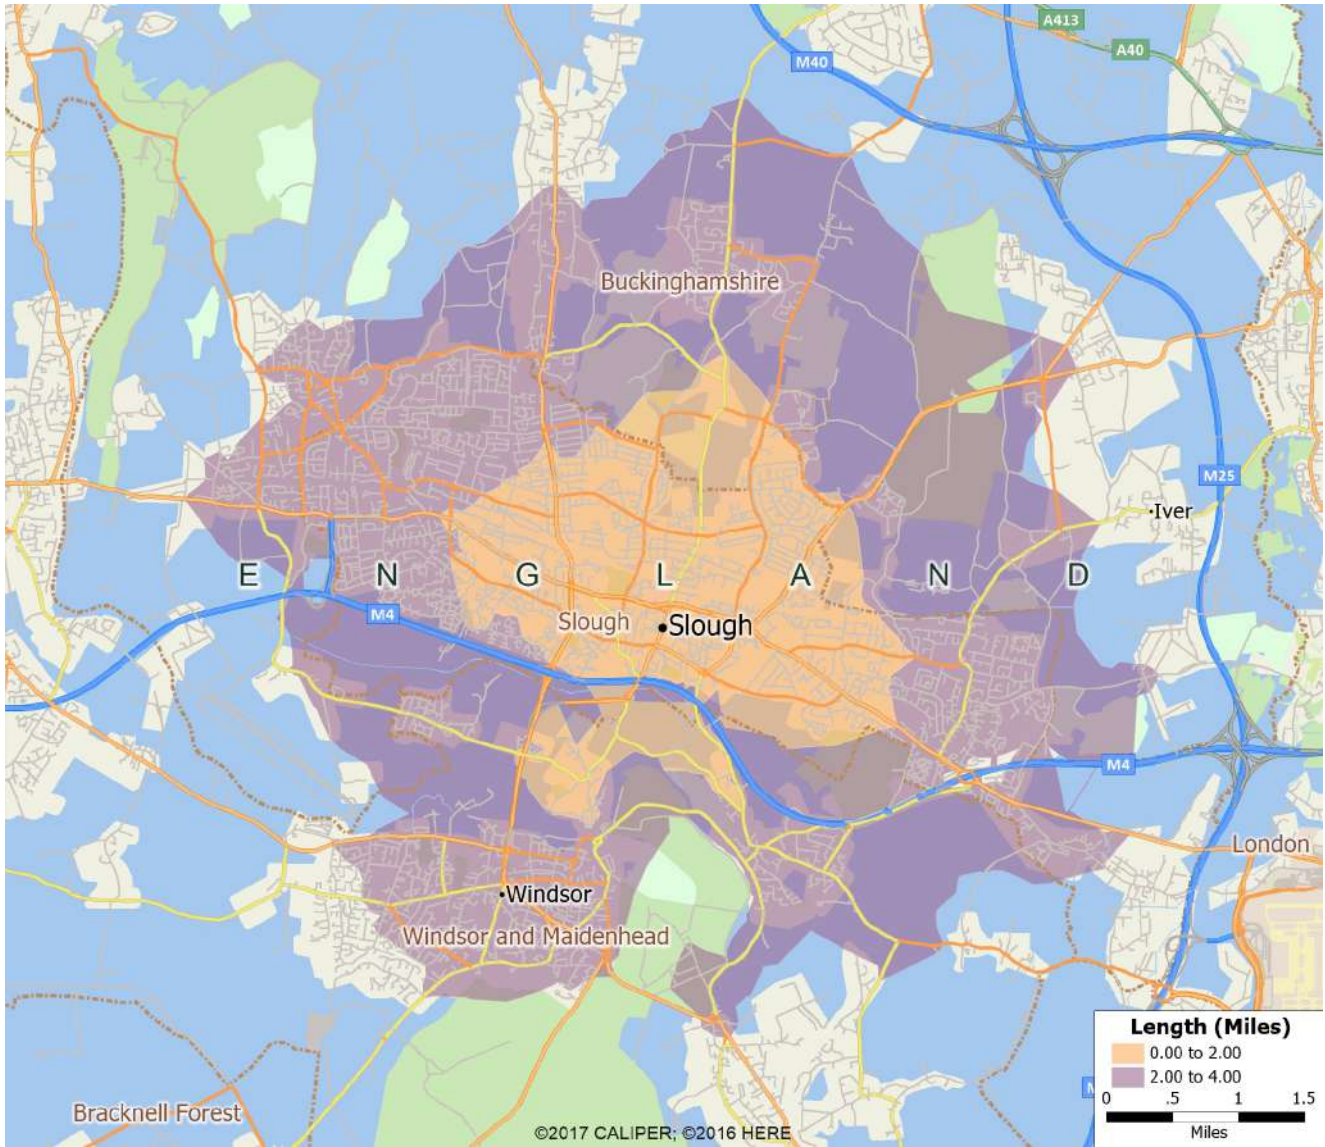 A413
A40
M40
Buckinghamshire
M25
Iver
E N G L A N D
M4
Slough
Slough
M4
London
Windsor
Windsor and Maidenhead
Length (Miles)
0.00 to 2.00
2.00 to 4.00
0 .5 1 1.5
Miles
Bracknell Forest
©2017 CALIPER; ©2016 HERE